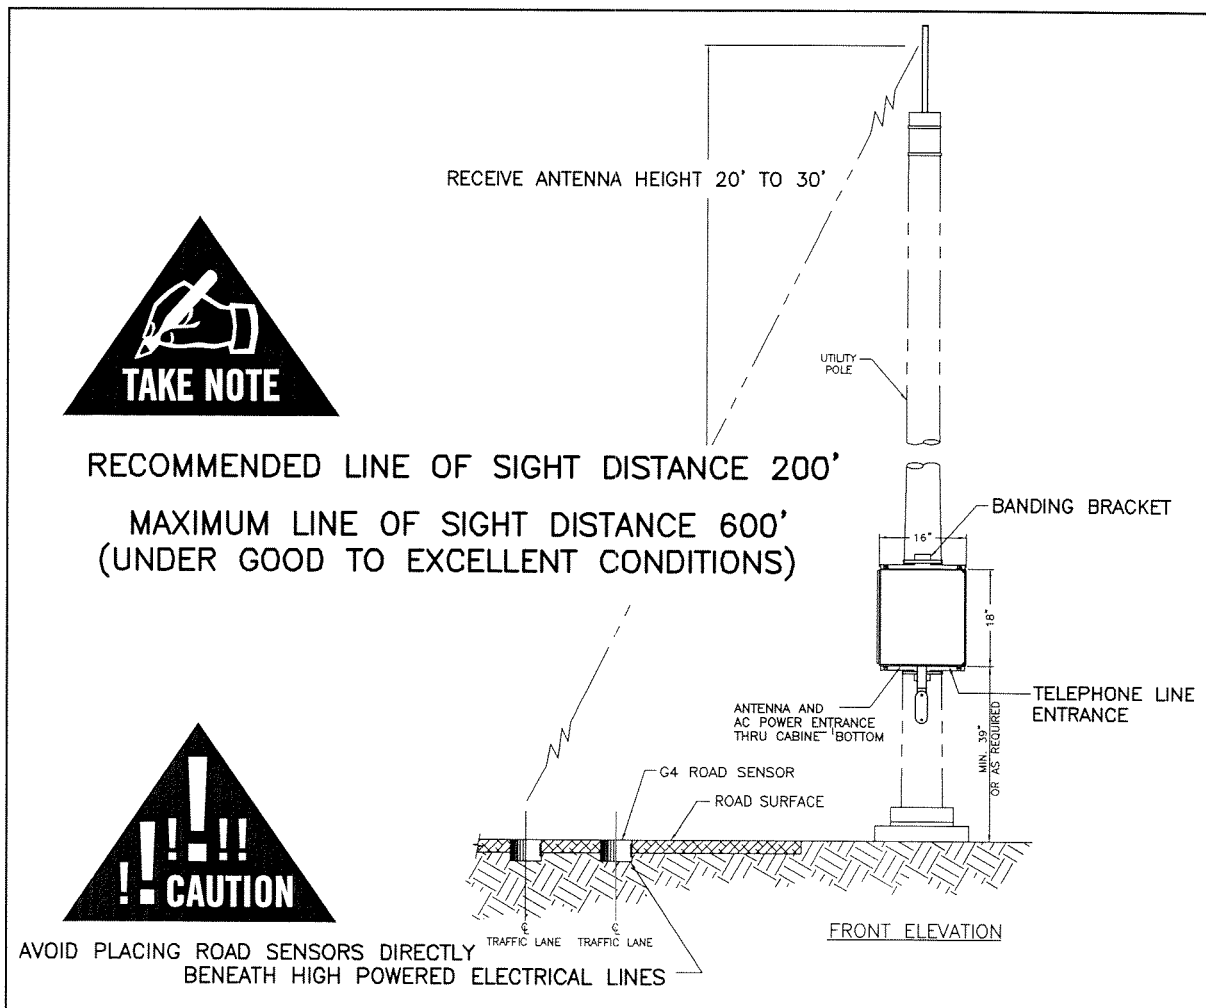 RECEIVE ANTENNA HEIGHT 20' TO 30'
TAKE NOTE
UTILITY
POLE
RECOMMENDED LINE OF SIGHT DISTANCE 200'
MAXIMUM LINE OF SIGHT DISTANCE 600'
(UNDER GOOD TO EXCELLENT CONDITIONS)
BANDING BRACKET
16"
18"
TELEPHONE LINE
ENTRANCE
ANTENNA AND
AC POWER ENTRANCE
THRU CABINET BOTTOM
MIN. 39"
OR AS REQUIRED
G4 ROAD SENSOR
ROAD SURFACE
!!!!!!
CAUTION
℄
TRAFFIC LANE
℄
TRAFFIC LANE
FRONT ELEVATION
AVOID PLACING ROAD SENSORS DIRECTLY
BENEATH HIGH POWERED ELECTRICAL LINES